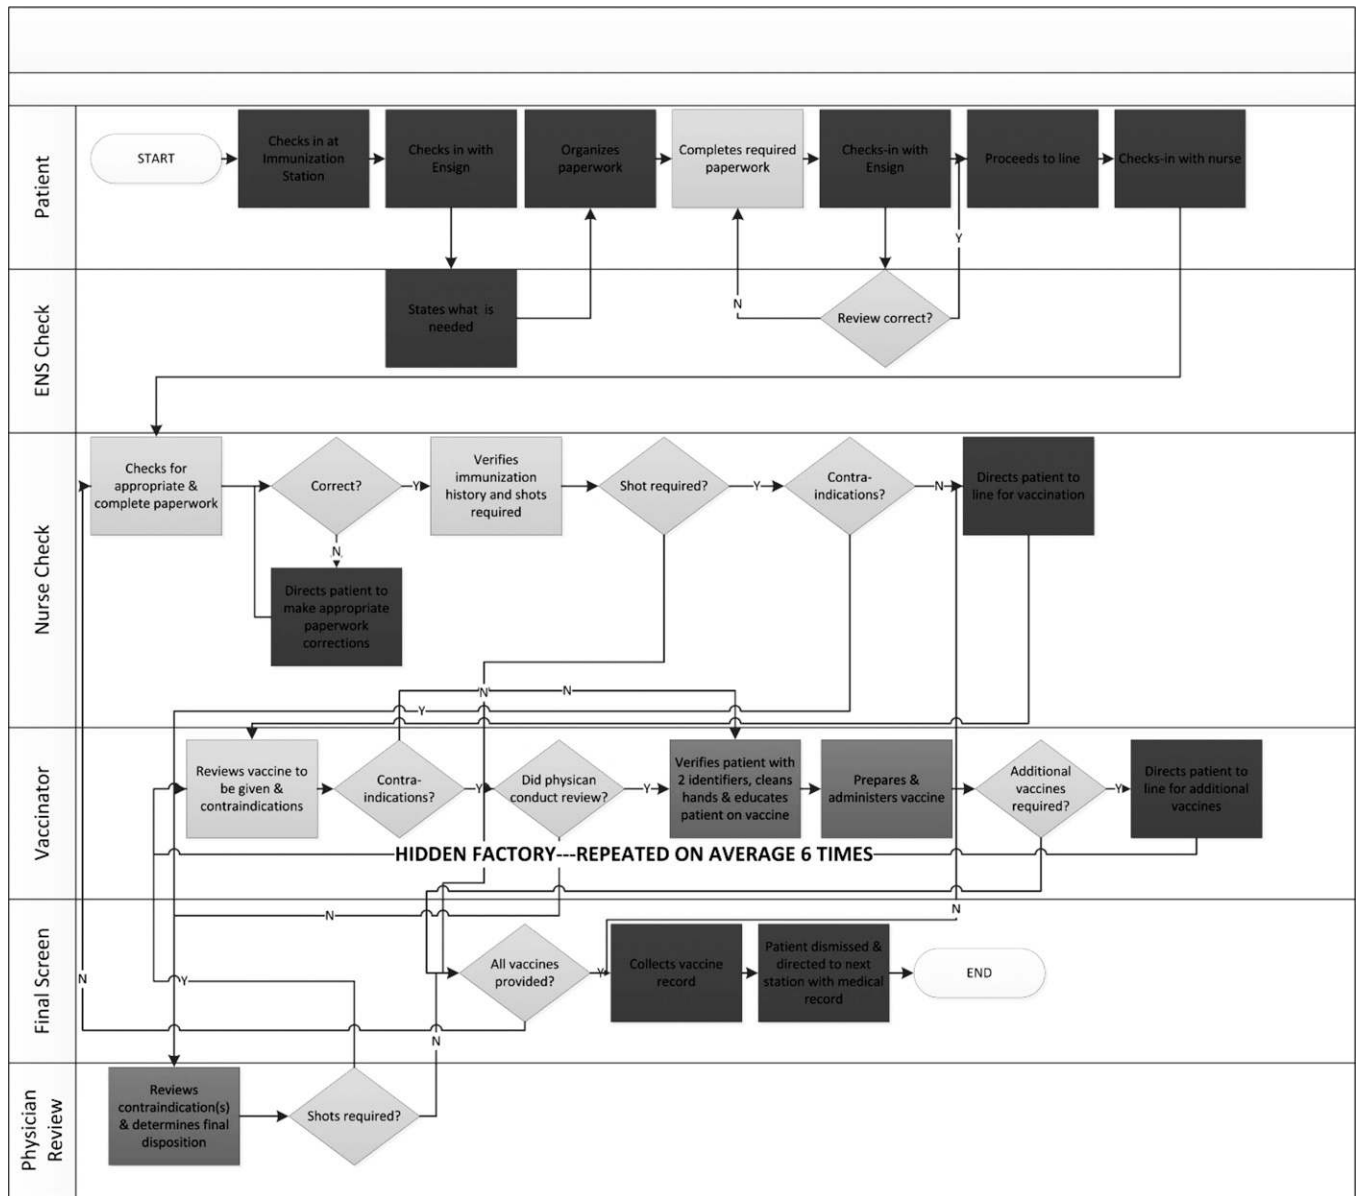 Patient
START
Checks in at
Immunization
Station
Checks in with
Ensign
Organizes
paperwork
Completes required
paperwork
Checks-in with
Ensign
Proceeds to line
Checks-in with nurse
Y
ENS Check
States what  is
needed
N
Review correct?
Nurse Check
Checks for
appropriate &
complete paperwork
Correct?
Y
Verifies
immunization
history and shots
required
Shot required?
Y
Contra-
indications?
N
Directs patient to
line for vaccination
N
Directs patient to
make appropriate
paperwork
corrections
N
N
Y
Vaccinator
Reviews vaccine to
be given &
contraindications
Contra-
indications?
Y
Did physican
conduct review?
Y
Verifies patient with
2 identifiers, cleans
hands & educates
patient on vaccine
Prepares &
administers vaccine
Additional
vaccines
required?
Y
Directs patient to
line for additional
vaccines
HIDDEN FACTORY---REPEATED ON AVERAGE 6 TIMES
Final Screen
N
N
N
Y
All vaccines
provided?
Y
Collects vaccine
record
Patient dismissed &
directed to next
station with medical
record
END
N
Physician
Review
Reviews
contraindication(s)
& determines final
disposition
Shots required?